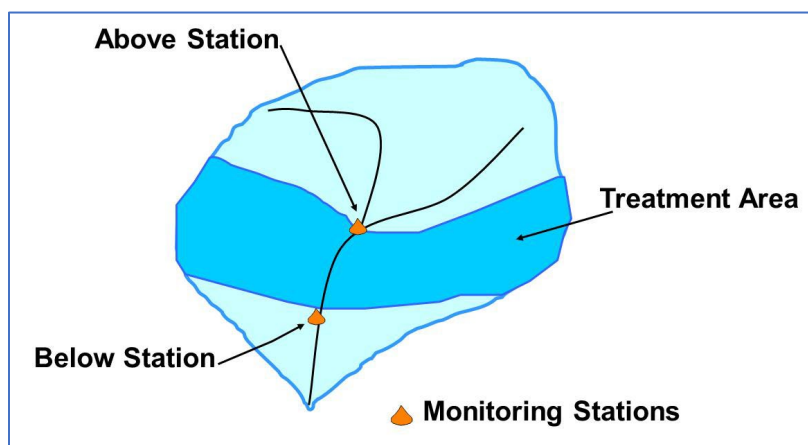 Above Station
Treatment Area
Below Station
Monitoring Stations